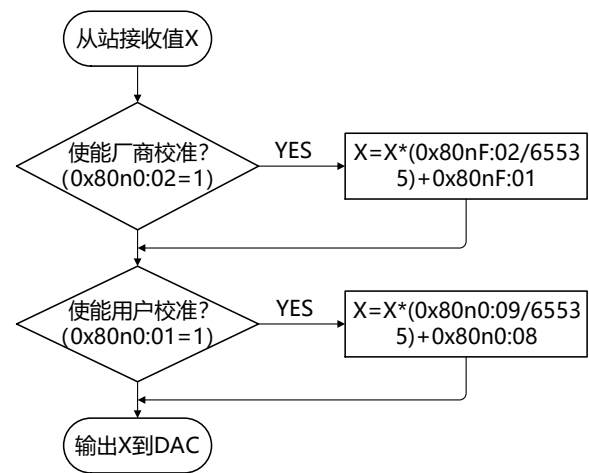 从站接收值X
使能厂商校准?
(0x80n0:02=1)
YES
X=X*(0x80nF:02/6553
5)+0x80nF:01
使能用户校准?
(0x80n0:01=1)
YES
X=X*(0x80n0:09/6553
5)+0x80n0:08
输出X到DAC